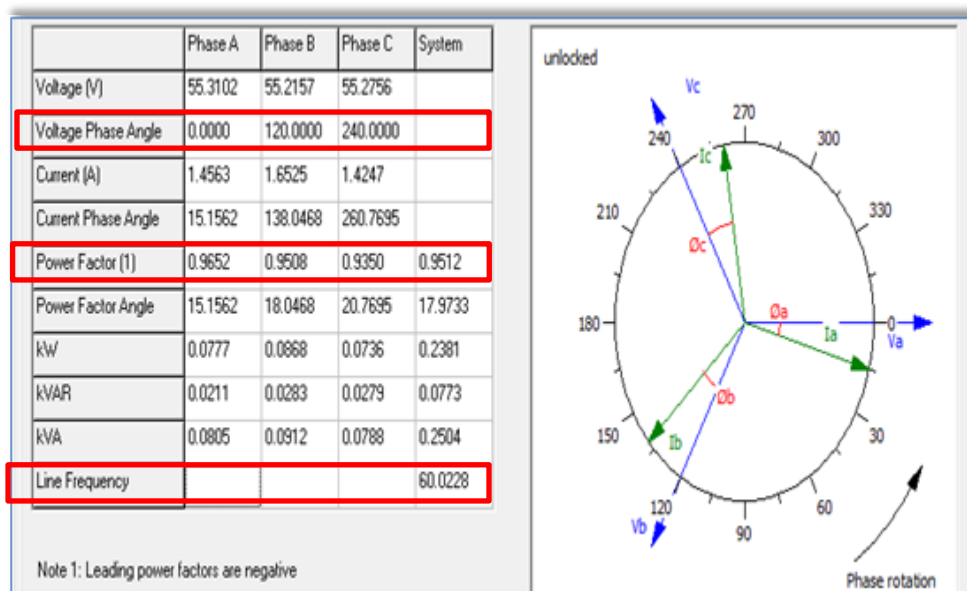 Phase A Phase B Phase C System
Voltage (V) 55.3102 55.2157 55.2756
Voltage Phase Angle 0.0000 120.0000 240.0000
Current (A) 1.4563 1.6525 1.4247
Current Phase Angle 15.1562 138.0468 260.7695
Power Factor (1) 0.9652 0.9508 0.9350 0.9512
Power Factor Angle 15.1562 18.0468 20.7695 17.9733
kW 0.0777 0.0868 0.0736 0.2381
kVAR 0.0211 0.0283 0.0279 0.0773
kVA 0.0805 0.0912 0.0788 0.2504
Line Frequency 60.0228
Note 1: Leading power factors are negative
unlocked
Vc
270
240 300
Ic
210 330
Øc
180 Øa 0
Ia Va
Øb
150 Ib 30
120 60
Vb 90
Phase rotation